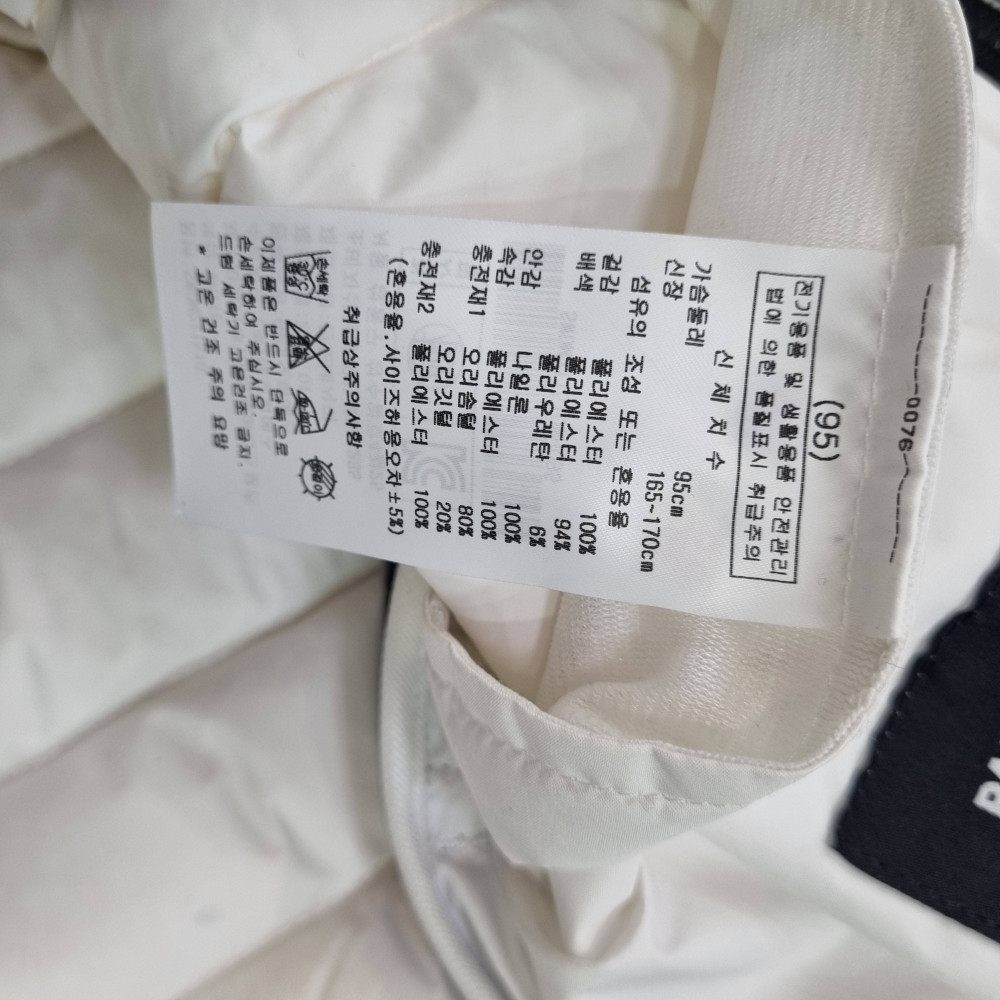 0076
(95)
전기용품 및 생활용품 안전관리
법에 의한 품질표시 취급주의
신 체 치 수
가슴둘레 95cm
신장 165~170cm
섬유의 조성 또는 혼용율
겉감 폴리에스터 100%
배색 폴리에스터 94%
폴리우레탄 6%
안감 나일론 100%
속감 폴리에스터 100%
충전재1 오리솜털 80%
오리깃털 20%
충전재2 폴리에스터 100%
(혼용율.사이즈허용오차±5%)
취급상주의사항
손세탁
30℃
중성
이제품은 반드시 단독으로
손세탁하여 주십시오.
드럼 세탁기 고온건조 금지.
* 고온 건조 주의 요망